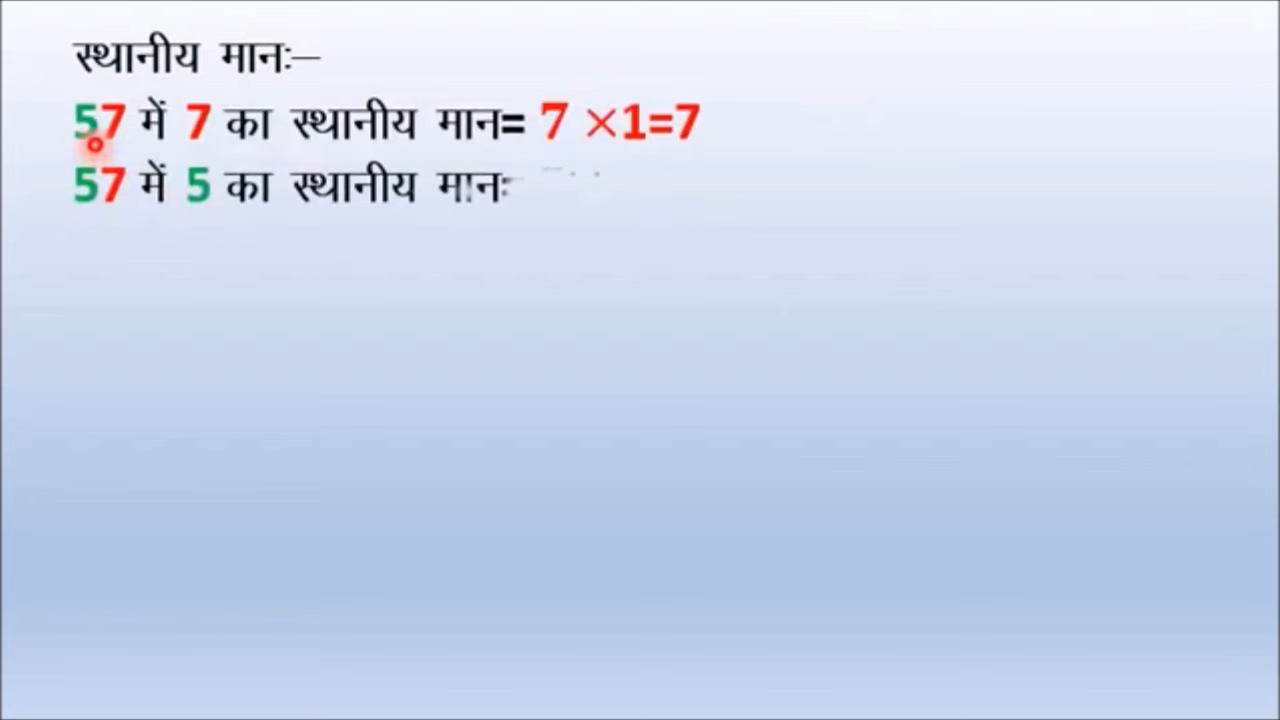 स्थानीय मानः–
57 में 7 का स्थानीय मान= 7 ×1=7
57 में 5 का स्थानीय मान